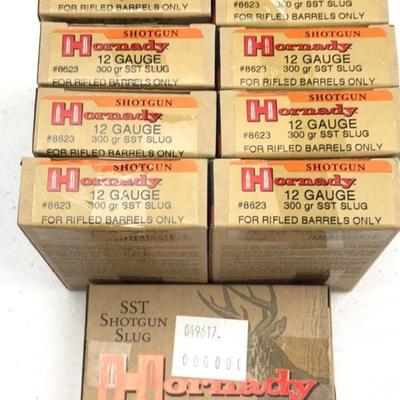 FOR RIFLED BARRELS ONLY
FOR RIFLED BARRELS ONLY
SHOTGUN
Hornady
12 GAUGE
#8623 300 gr SST SLUG
FOR RIFLED BARRELS ONLY
SHOTGUN
Hornady
12 GAUGE
#8623 300 gr SST SLUG
FOR RIFLED BARRELS ONLY
SHOTGUN
Hornady
12 GAUGE
#8623 300 gr SST SLUG
FOR RIFLED BARRELS ONLY
SHOTGUN
Hornady
12 GAUGE
#8623 300 gr SST SLUG
FOR RIFLED BARRELS ONLY
SHOTGUN
Hornady
12 GAUGE
#8623 300 gr SST SLUG
FOR RIFLED BARRELS ONLY
SHOTGUN
Hornady
12 GAUGE
#8623 300 gr SST SLUG
FOR RIFLED BARRELS ONLY
SST
SHOTGUN
SLUG
049617.
000000
Hornady